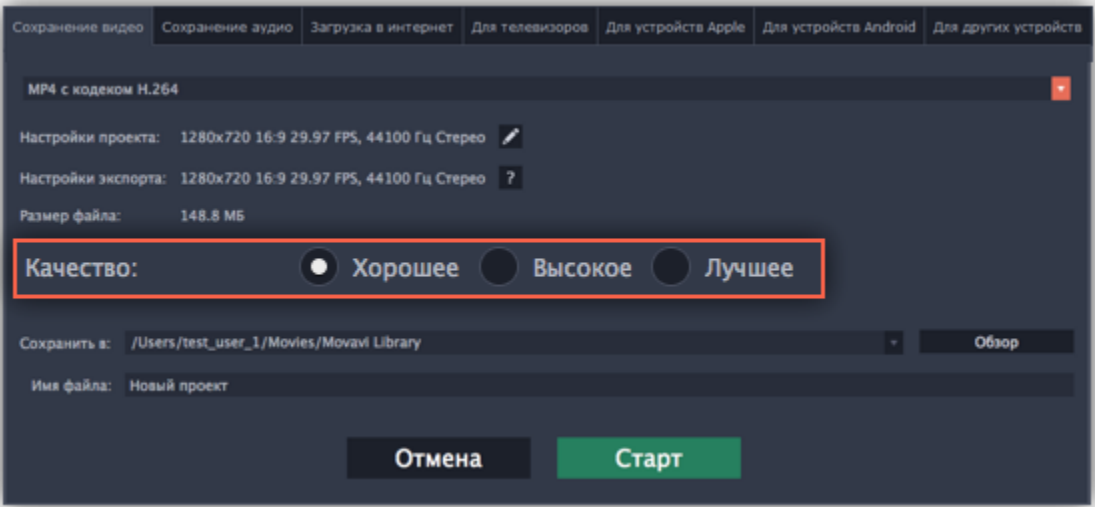 Сохранение видео Сохранение аудио Загрузка в интернет Для телевизоров Для устройств Apple Для устройств Android Для других устройств
MP4 с кодеком H.264
Настройки проекта: 1280x720 16:9 29.97 FPS, 44100 Гц Стерео
Настройки экспорта: 1280x720 16:9 29.97 FPS, 44100 Гц Стерео ?
Размер файла: 148.8 МБ
Качество: Хорошее Высокое Лучшее
Сохранить в: /Users/test_user_1/Movies/Movavi Library Обзор
Имя файла: Новый проект
Отмена Старт